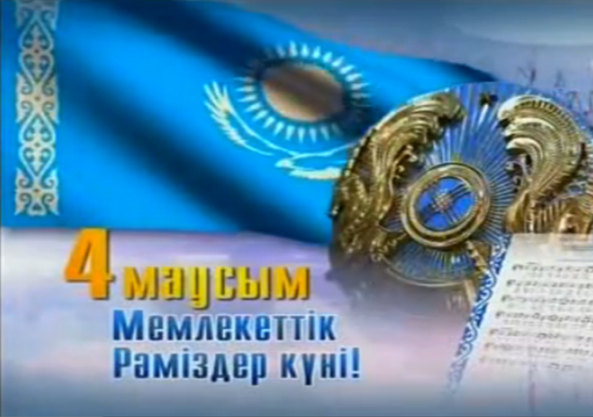 4 маусым
Мемлекеттік
Рәміздер күні!